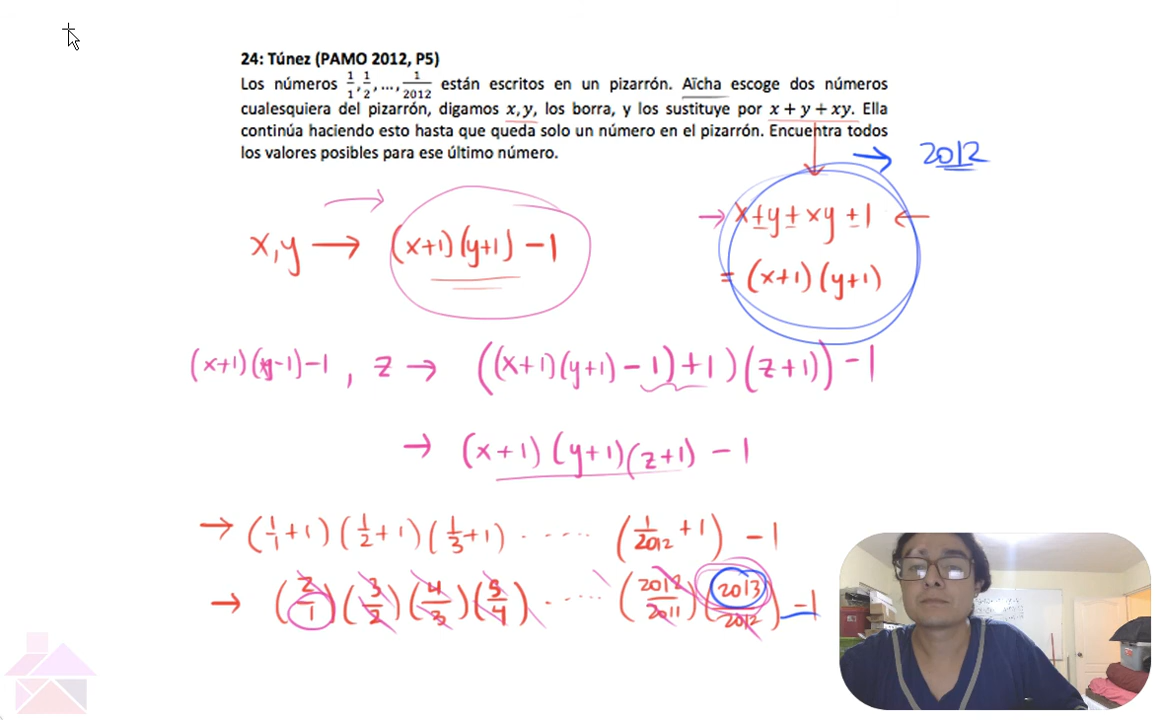 24: Túnez (PAMO 2012, P5)
Los números 1/1, 1/2, ..., 1/2012 están escritos en un pizarrón. Aïcha escoge dos números
cualesquiera del pizarrón, digamos x, y, los borra, y los sustituye por x + y + xy. Ella
continúa haciendo esto hasta que queda solo un número en el pizarrón. Encuentra todos
los valores posibles para ese último número.
→ 2012
x, y → (x+1)(y+1) -1
→ x+y+xy+1 ←
= (x+1)(y+1)
(x+1)(y-1)-1, z → ((x+1)(y+1)-1)+1)(z+1)) -1
→ (x+1)(y+1)(z+1) -1
→ (1/1+1)(1/2+1)(1/3+1) ..... (1/2012+1) -1
→ (2/1)(3/2)(4/3)(5/4) ..... (2012/2011)(2013/2012) -1